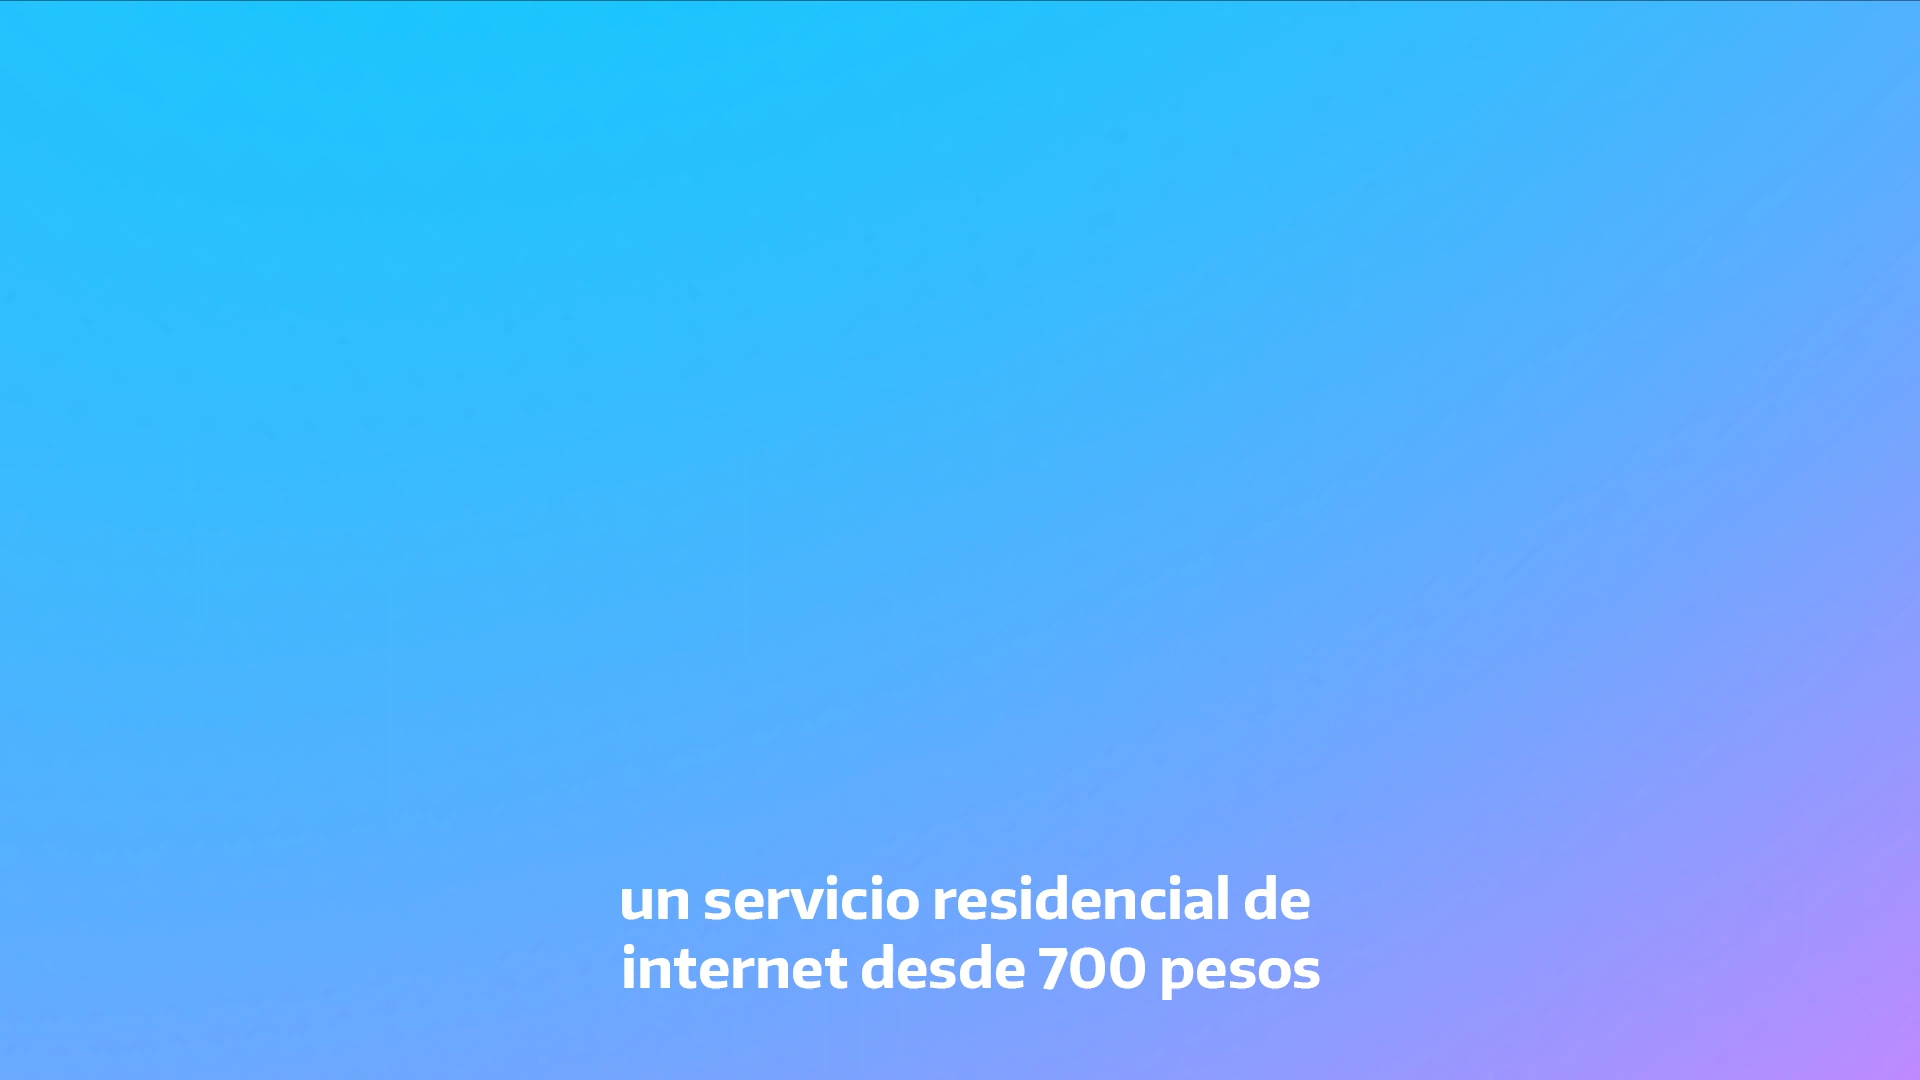 un servicio residencial de
internet desde 700 pesos